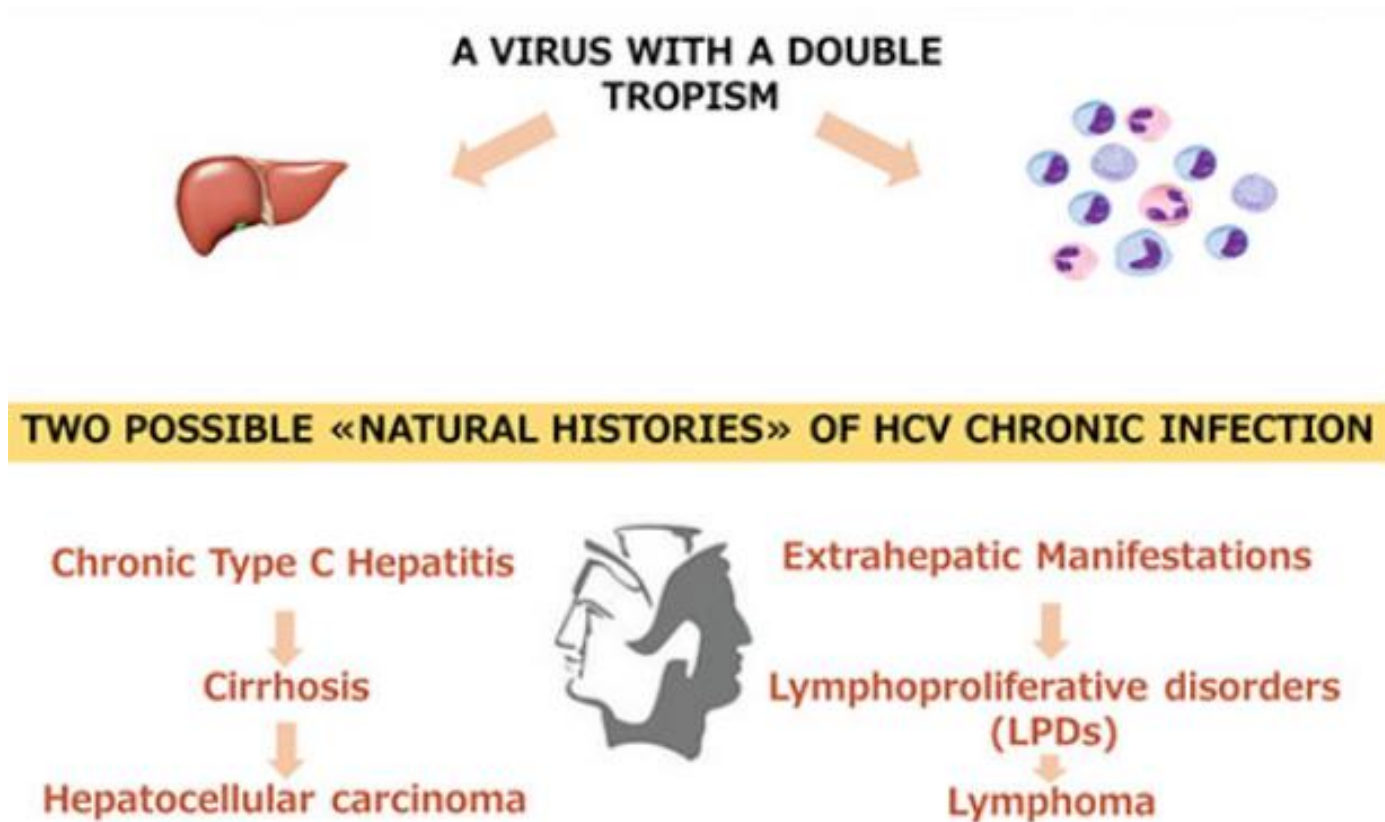 A VIRUS WITH A DOUBLE
TROPISM
TWO POSSIBLE «NATURAL HISTORIES» OF HCV CHRONIC INFECTION
Chronic Type C Hepatitis
Cirrhosis
Hepatocellular carcinoma
Extrahepatic Manifestations
Lymphoproliferative disorders
(LPDs)
Lymphoma